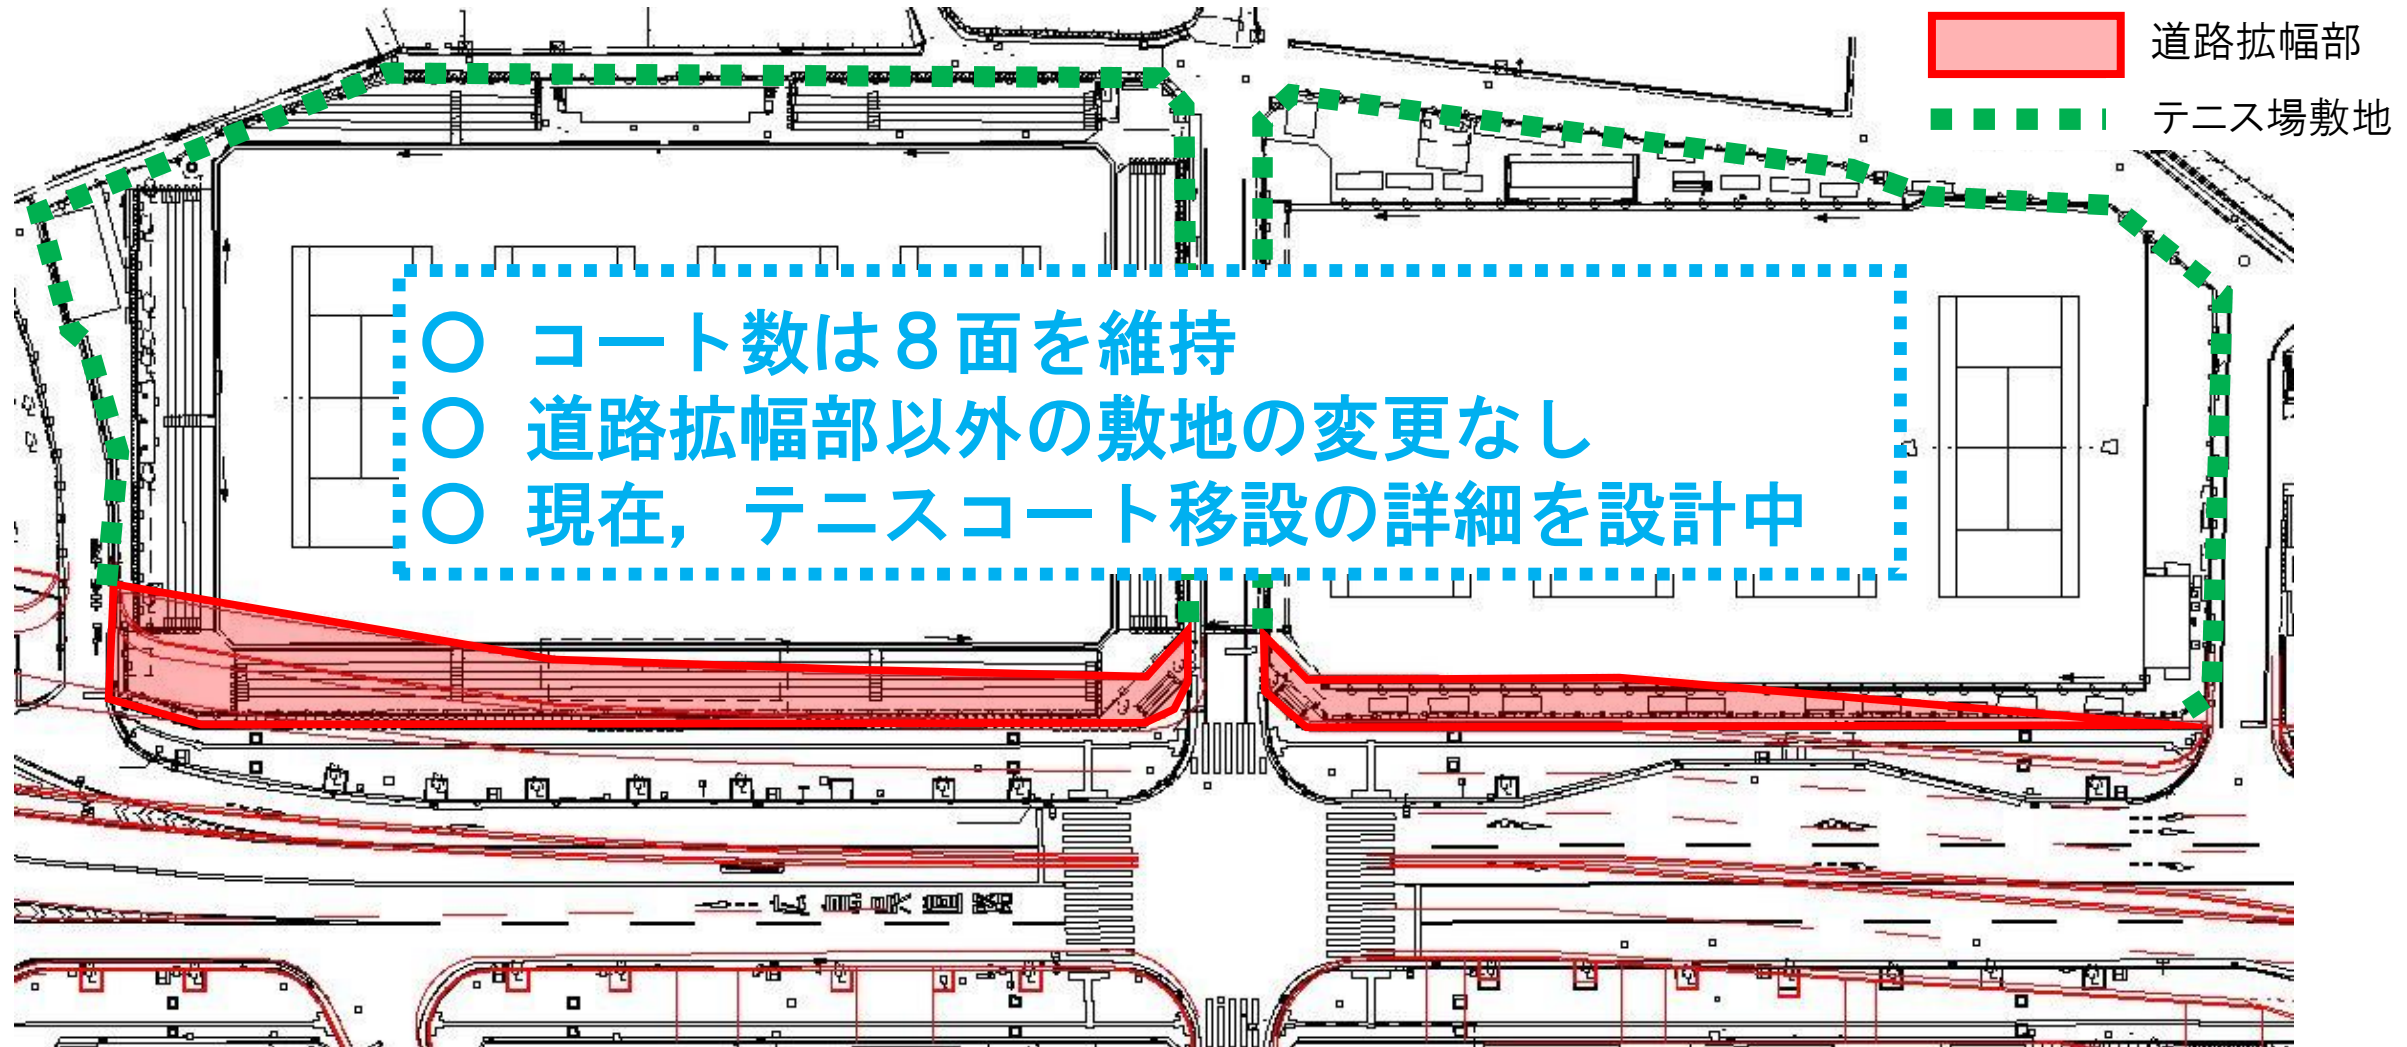 道路拡幅部
テニス場敷地
○ コート数は８面を維持
○ 道路拡幅部以外の敷地の変更なし
○ 現在，テニスコート移設の詳細を設計中